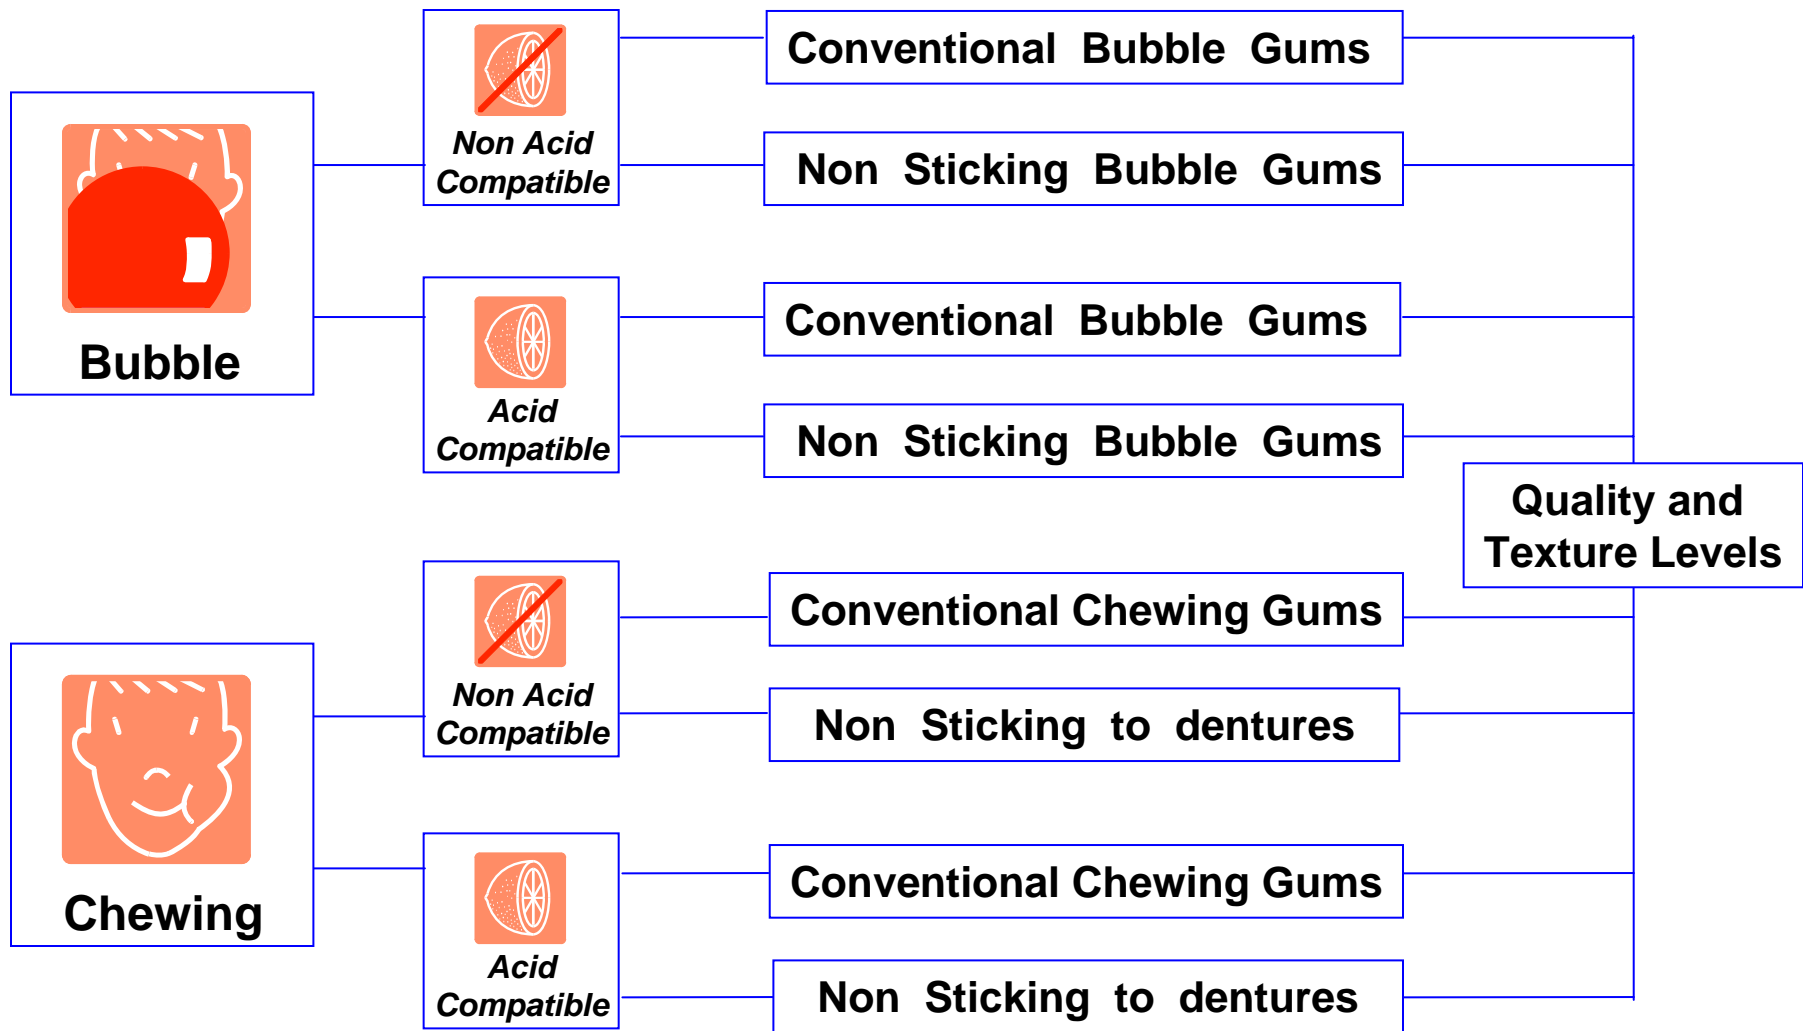 Bubble
Non Acid
Compatible
Conventional Bubble Gums
Non Sticking Bubble Gums
Acid
Compatible
Conventional Bubble Gums
Non Sticking Bubble Gums
Quality and
Texture Levels
Chewing
Non Acid
Compatible
Conventional Chewing Gums
Non Sticking to dentures
Acid
Compatible
Conventional Chewing Gums
Non Sticking to dentures